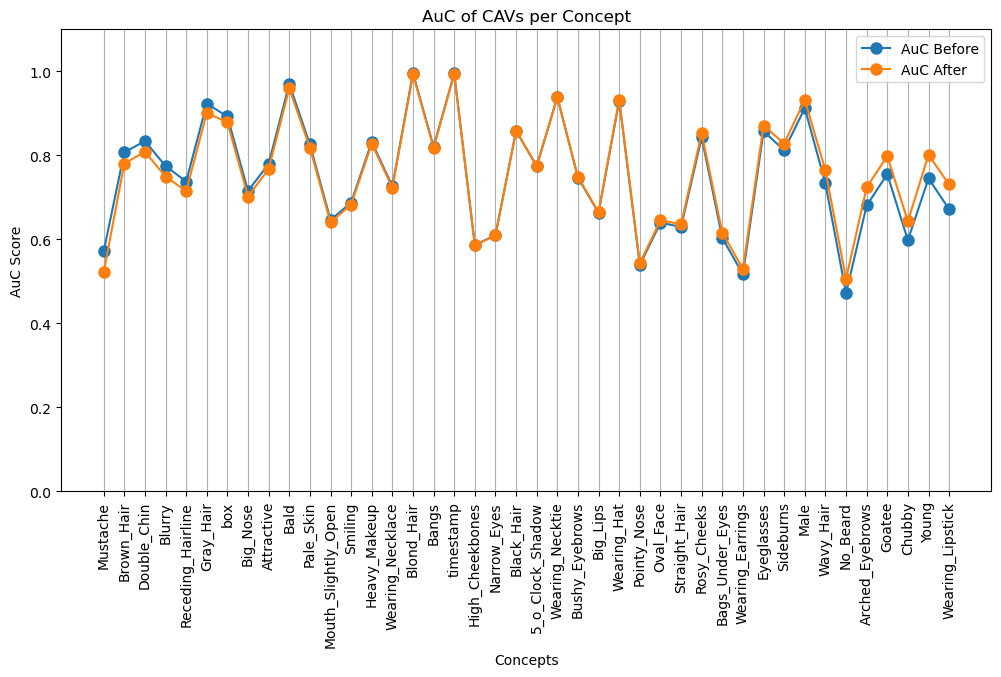 AuC of CAVs per Concept
AuC Before
AuC After
AuC Score
1.0
0.8
0.6
0.4
0.2
0.0
Mustache
Brown_Hair
Double_Chin
Blurry
Receding_Hairline
Gray_Hair
box
Big_Nose
Attractive
Bald
Pale_Skin
Mouth_Slightly_Open
Smiling
Heavy_Makeup
Wearing_Necklace
Blond_Hair
Bangs
timestamp
High_Cheekbones
Narrow_Eyes
Black_Hair
5_o_Clock_Shadow
Wearing_Necktie
Bushy_Eyebrows
Big_Lips
Wearing_Hat
Pointy_Nose
Oval_Face
Straight_Hair
Rosy_Cheeks
Bags_Under_Eyes
Wearing_Earrings
Eyeglasses
Sideburns
Male
Wavy_Hair
No_Beard
Arched_Eyebrows
Goatee
Chubby
Young
Wearing_Lipstick
Concepts